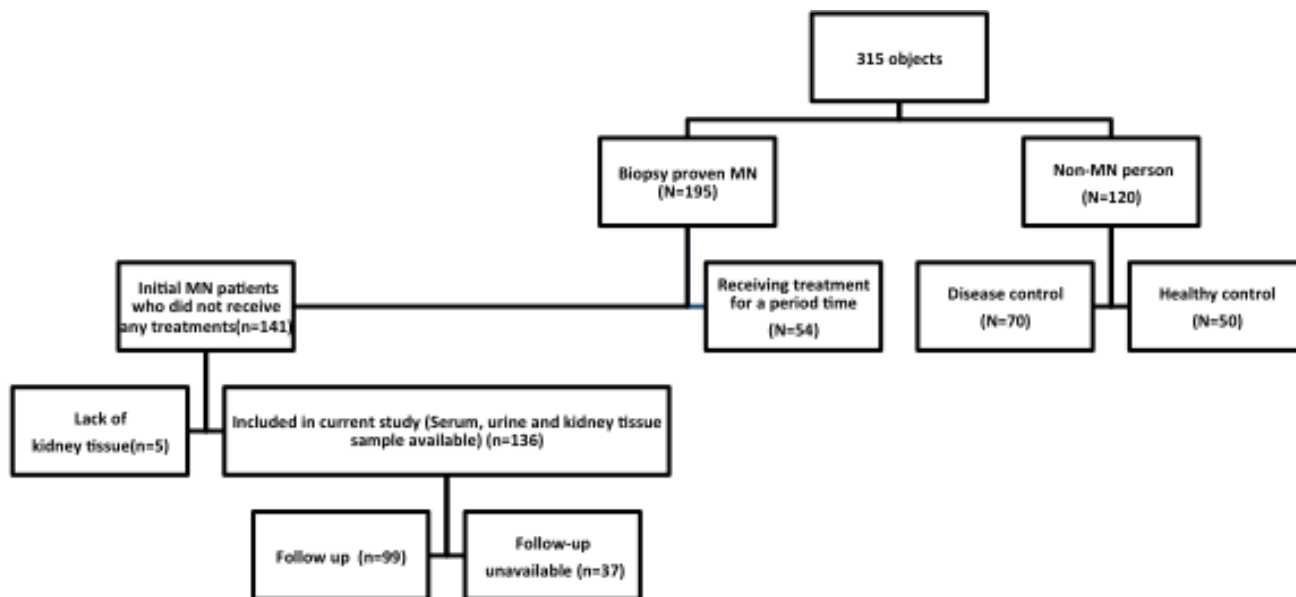 315 objects
Biopsy proven MN
(N=195)
Non-MN person
(N=120)
Initial MN patients
who did not receive
any treatments(n=141)
Receiving treatment
for a period time
(N=54)
Disease control
(N=70)
Healthy control
(N=50)
Lack of
kidney tissue(n=5)
Included in current study (Serum, urine and kidney tissue
sample available) (n=136)
Follow up (n=99)
Follow-up
unavailable (n=37)